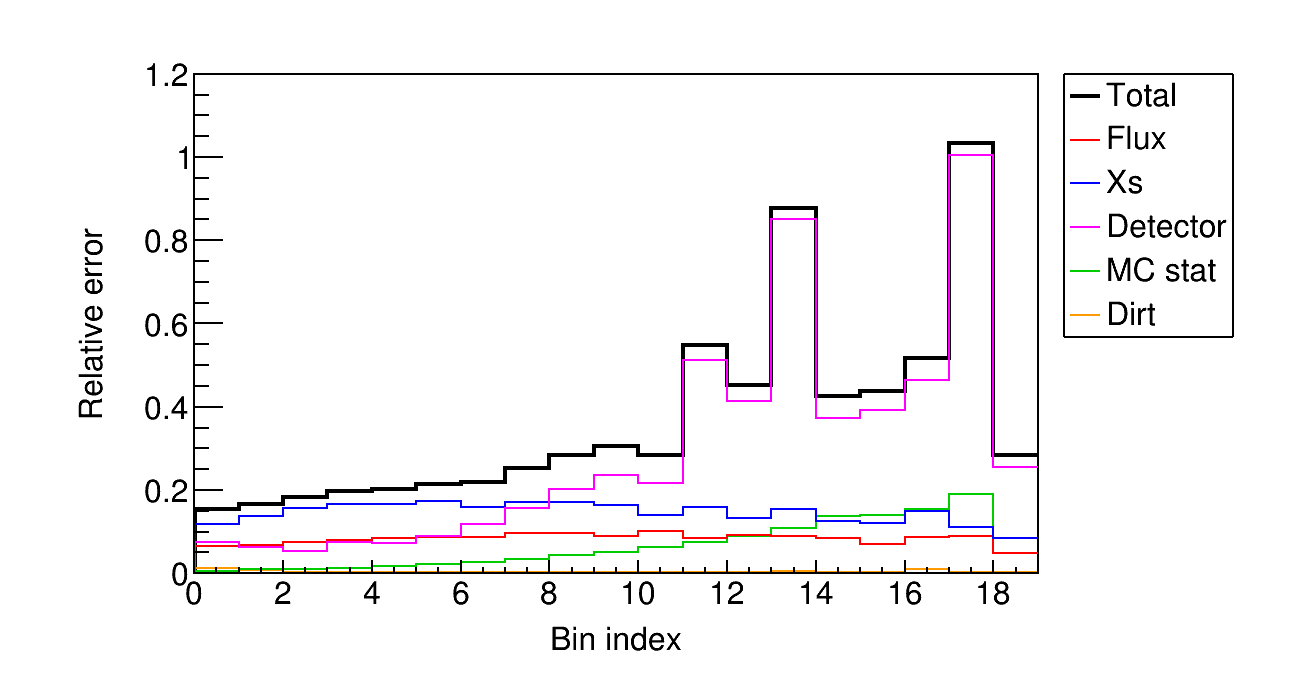 1.2
1
0.8
0.6
0.4
0.2
0
Relative error
0 2 4 6 8 10 12 14 16 18
Bin index
Total
Flux
Xs
Detector
MC stat
Dirt